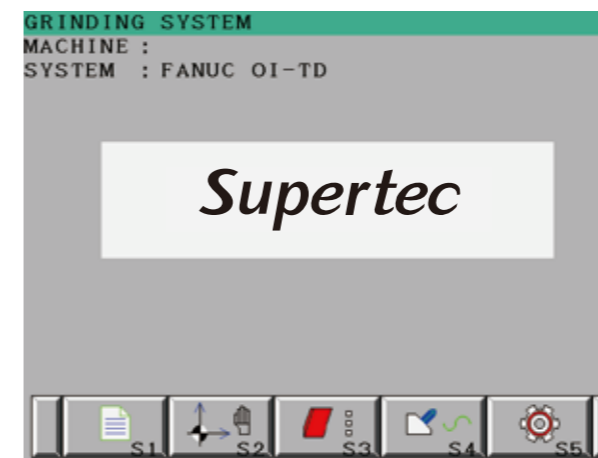 GRINDING SYSTEM
MACHINE :
SYSTEM : FANUC OI-TD
Supertec
S1 S2 S3 S4 S5